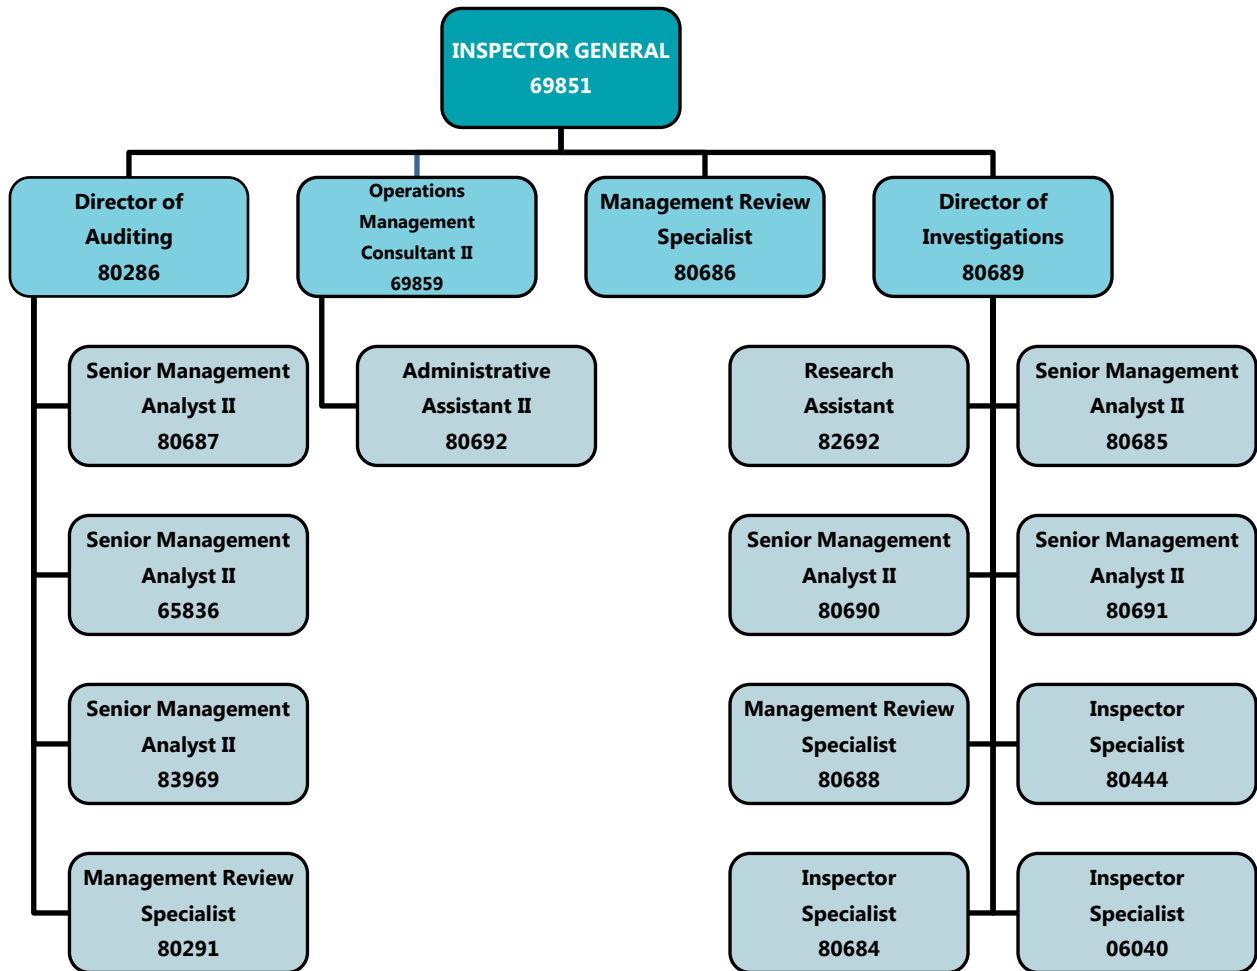 INSPECTOR GENERAL
69851
Director of
Auditing
80286
Operations
Management
Consultant II
69859
Management Review
Specialist
80686
Director of
Investigations
80689
Senior Management
Analyst II
80687
Administrative
Assistant II
80692
Research
Assistant
82692
Senior Management
Analyst II
80685
Senior Management
Analyst II
65836
Senior Management
Analyst II
80690
Senior Management
Analyst II
80691
Senior Management
Analyst II
83969
Management Review
Specialist
80688
Inspector
Specialist
80444
Management Review
Specialist
80291
Inspector
Specialist
80684
Inspector
Specialist
06040